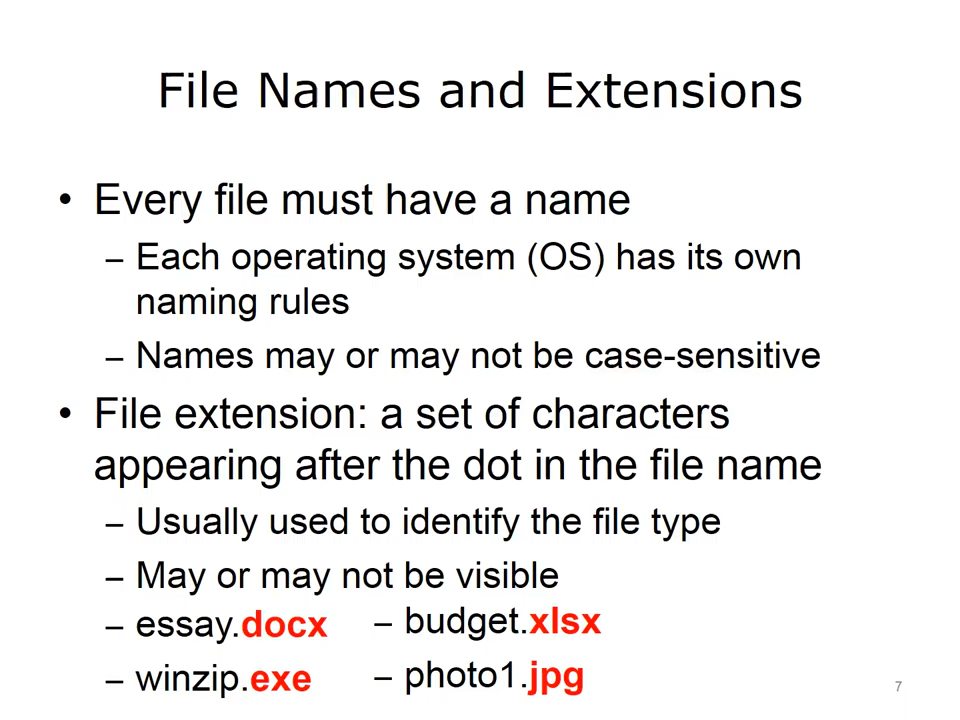 File Names and Extensions
• Every file must have a name
– Each operating system (OS) has its own
naming rules
– Names may or may not be case-sensitive
• File extension: a set of characters
appearing after the dot in the file name
– Usually used to identify the file type
– May or may not be visible
– essay.docx – budget.xlsx
– winzip.exe – photo1.jpg
7